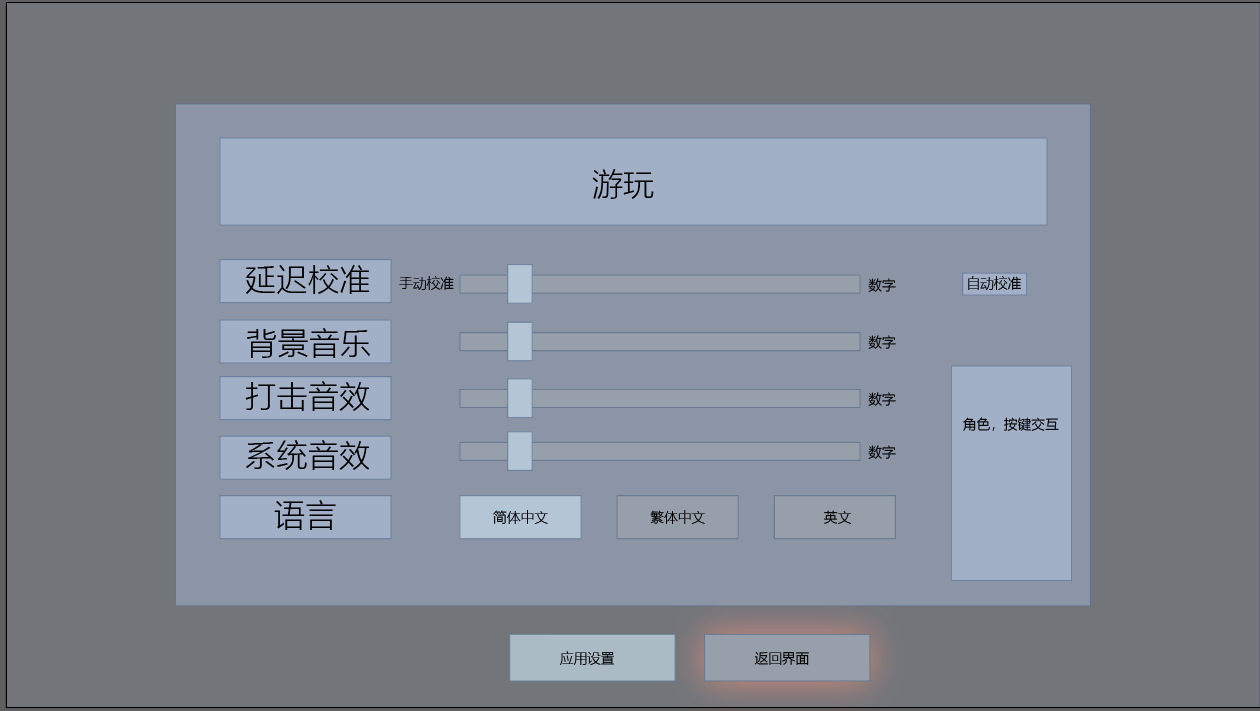 游玩
延迟校准 手动校准 数字 自动校准
背景音乐 数字
打击音效 数字
角色，按键交互
系统音效 数字
语言 简体中文 繁体中文 英文
应用设置 返回界面